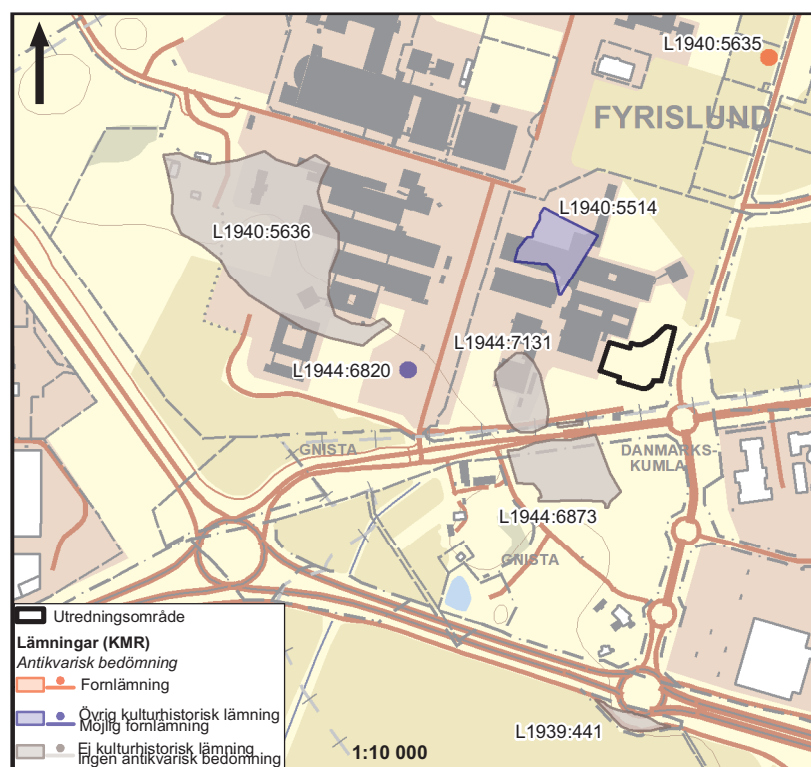 L1940:5635
FYRISLUND
L1940:5514
L1940:5636
L1944:7131
L1944:6820
GNISTA
DANMARKS-
KUMLA
L1944:6873
GNISTA
Utredningsområde
Lämningar (KMR)
Antikvarisk bedömning
Fornlämning
Övrig kulturhistorisk lämning
Möjlig fornlämning
Ej kulturhistorisk lämning
Ingen antikvarisk bedömning
L1939:441
1:10 000